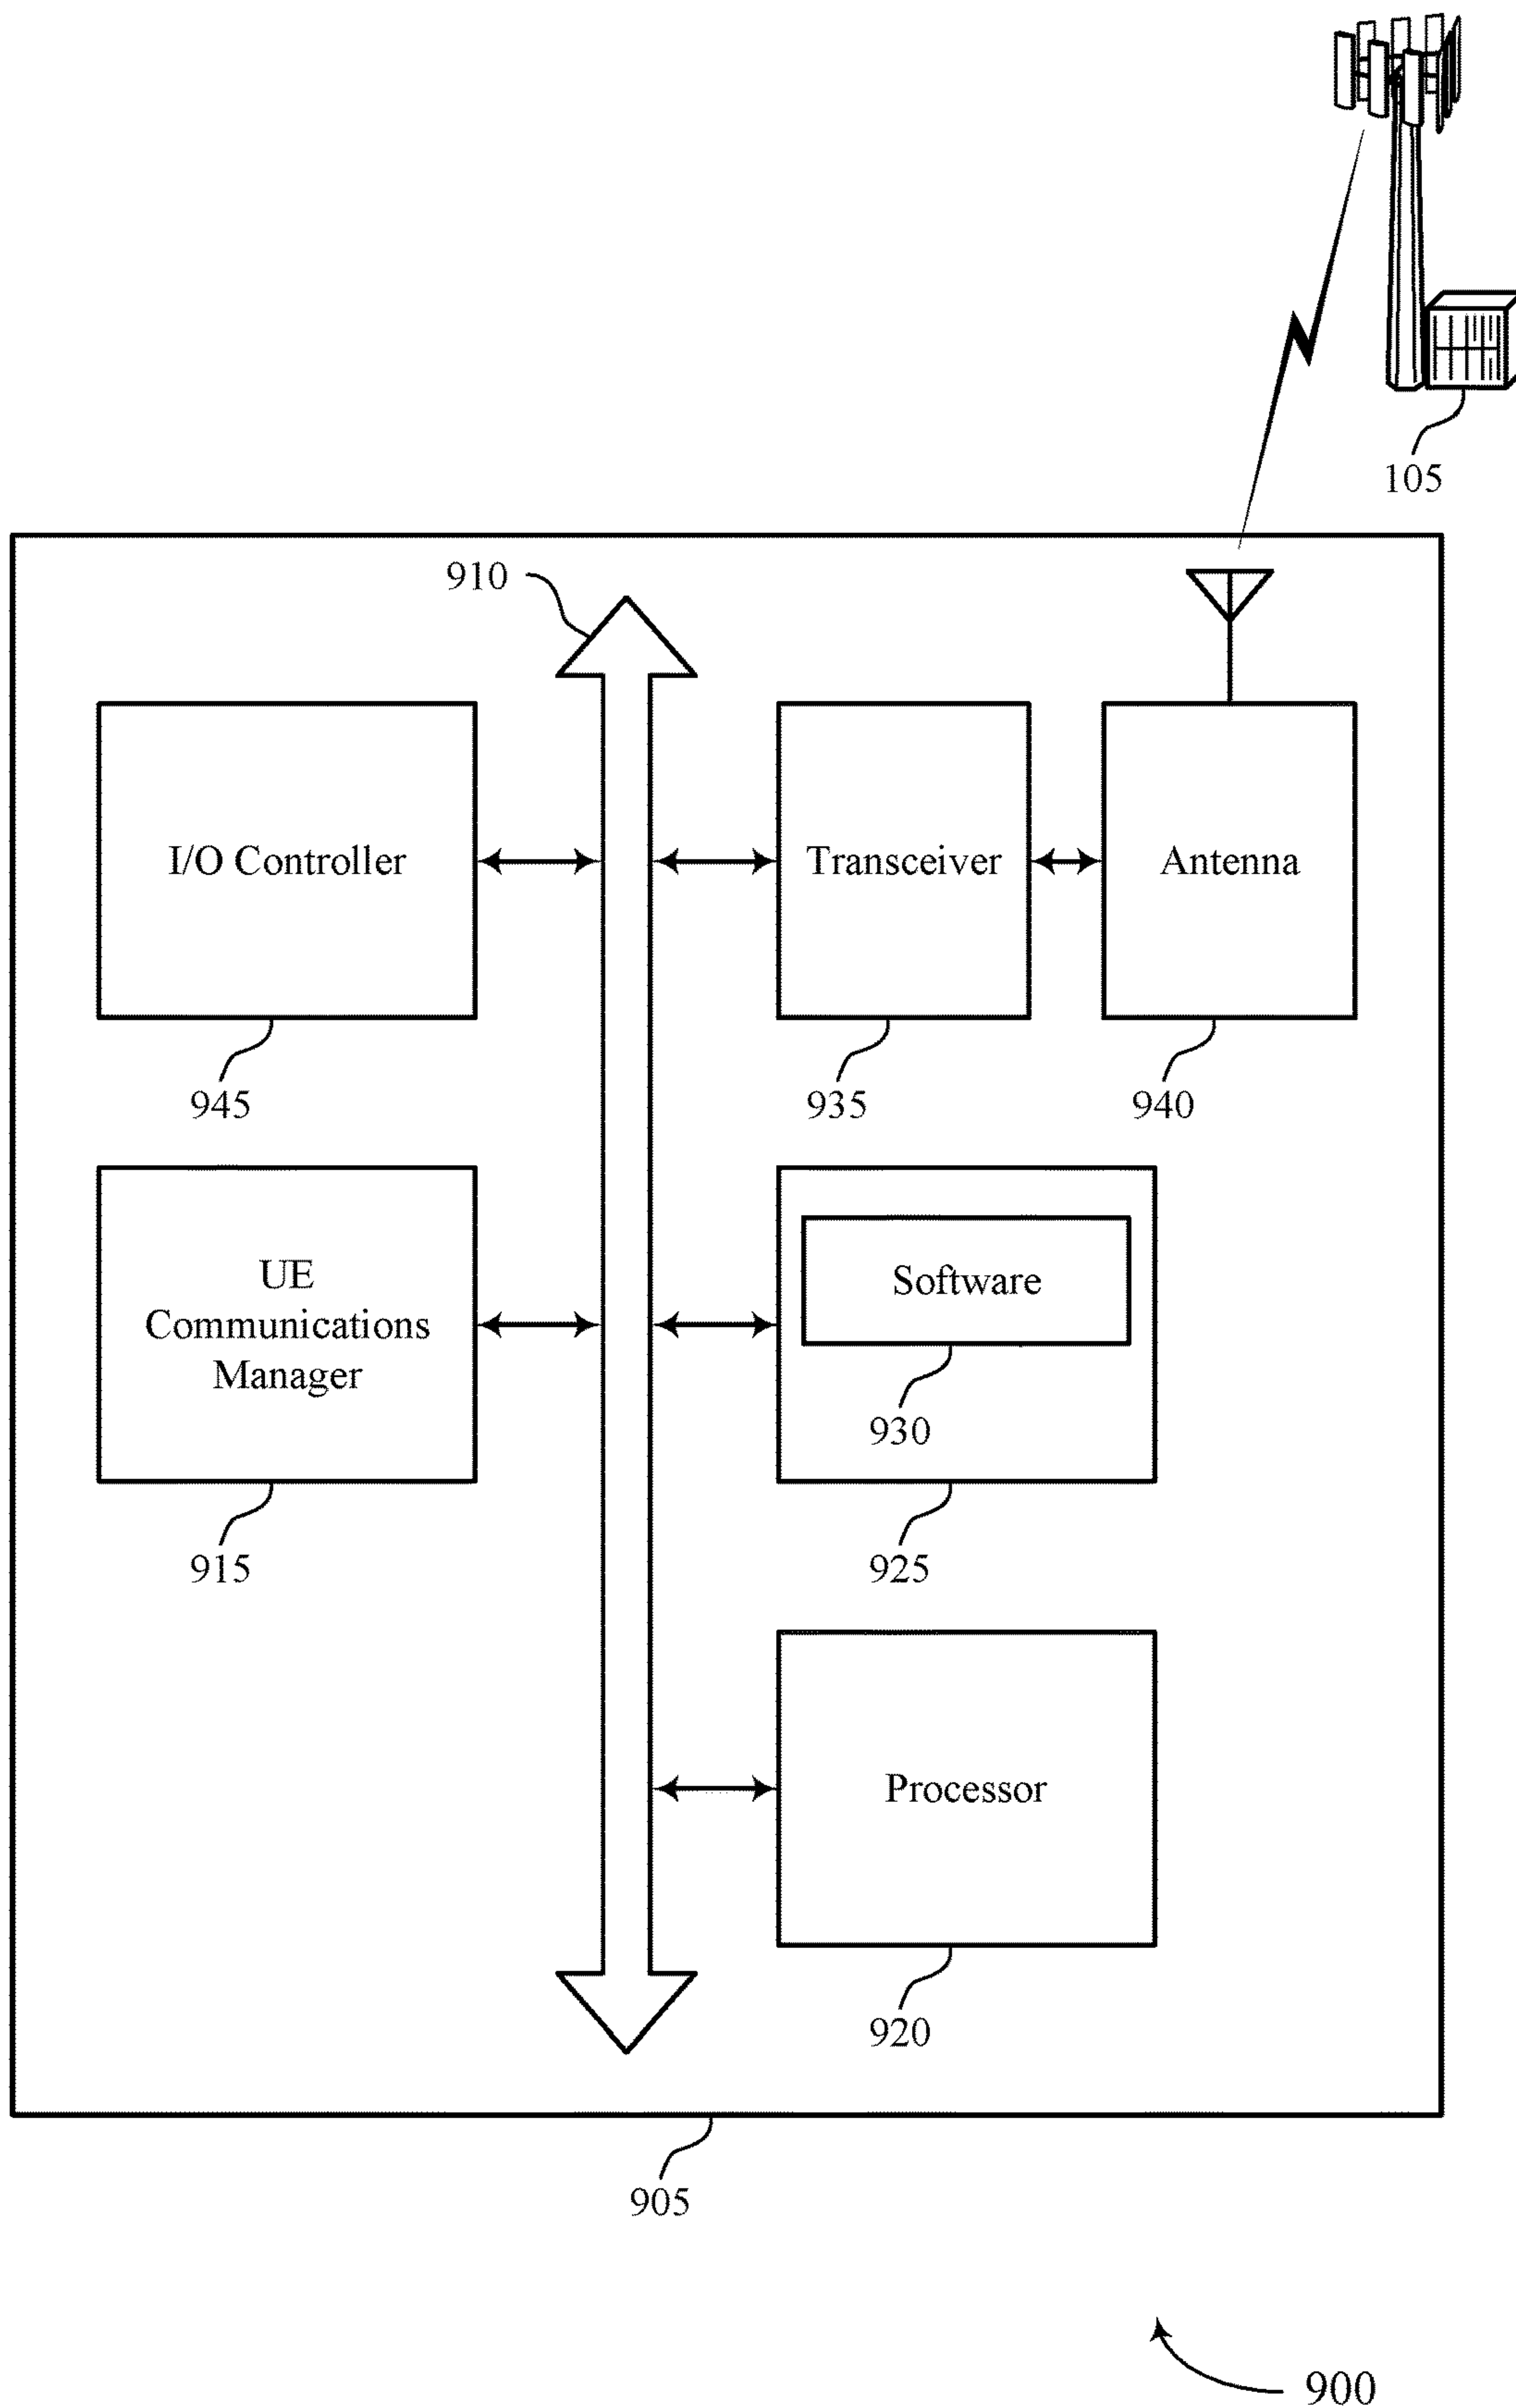 105
910
I/O Controller
Transceiver
Antenna
945
935
940
UE
Communications
Manager
Software
930
915
925
Processor
920
905
900